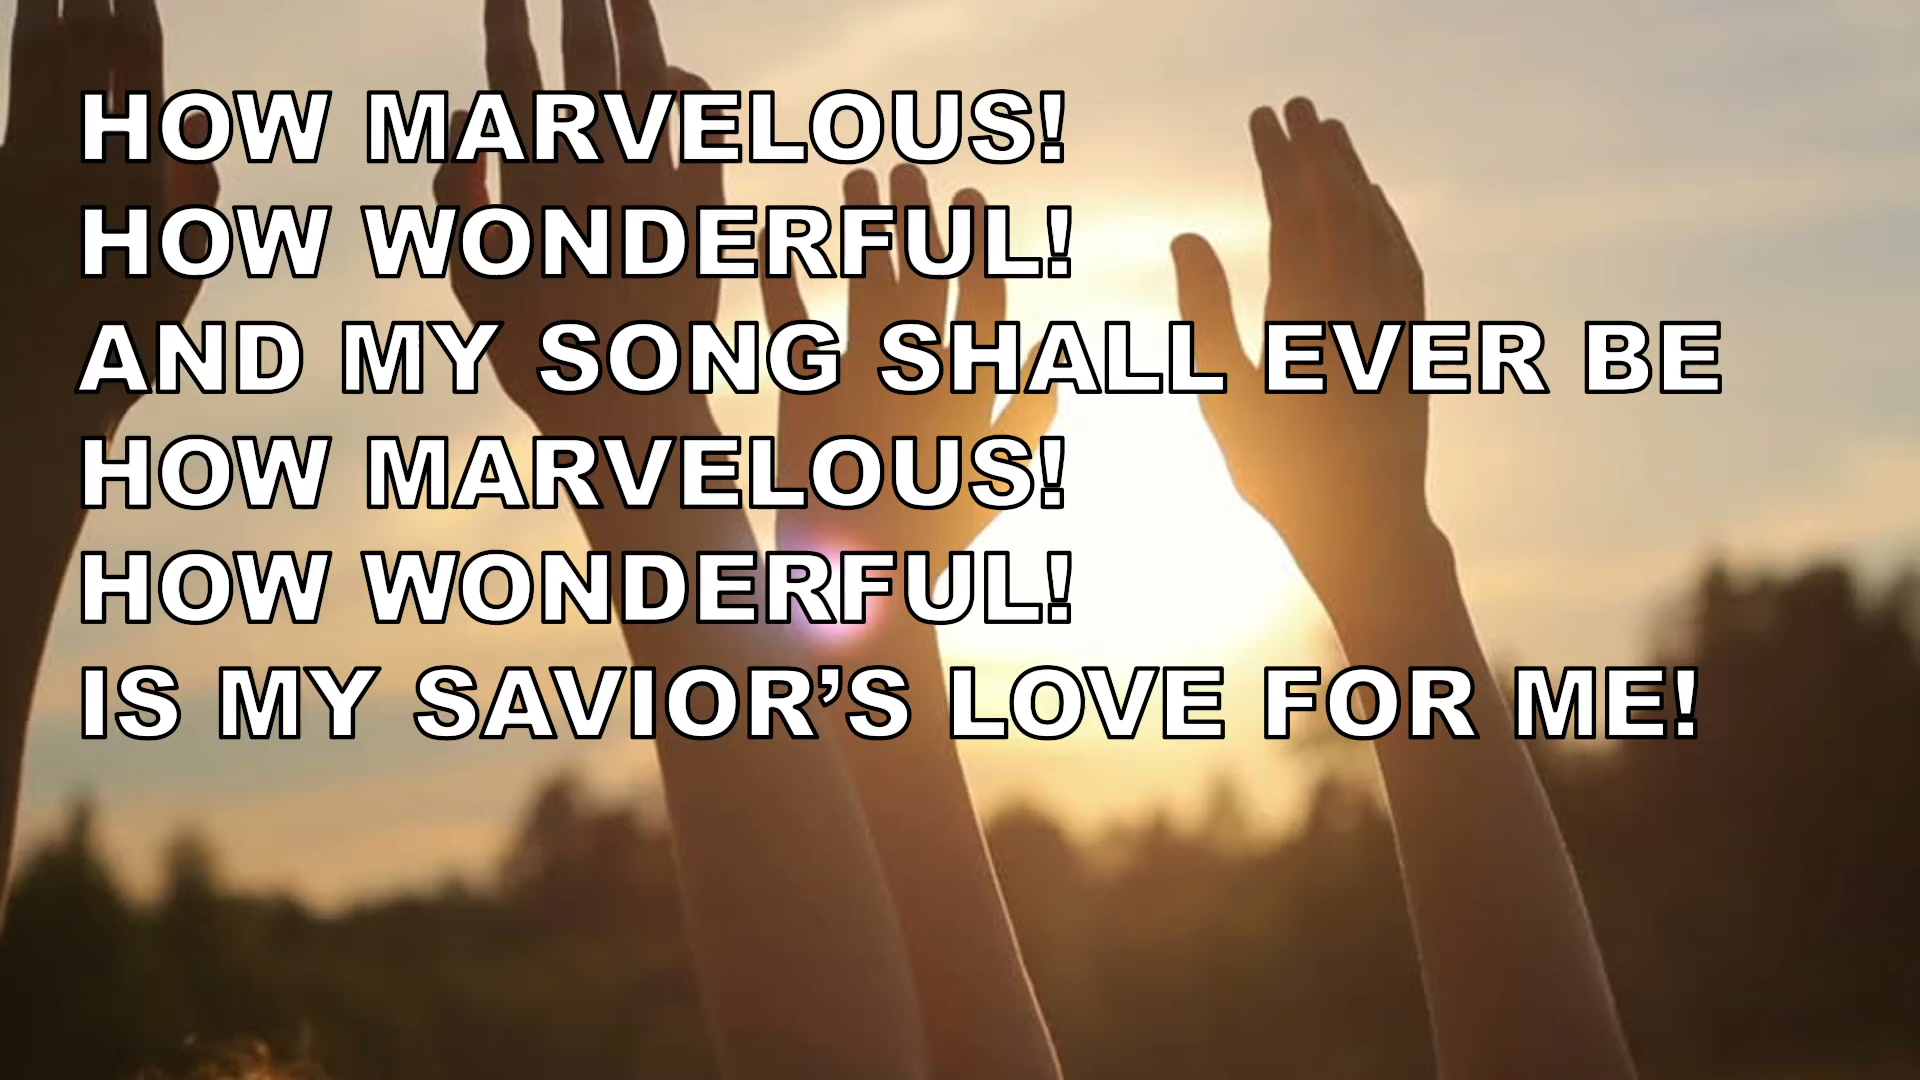 HOW MARVELOUS!
HOW WONDERFUL!
AND MY SONG SHALL EVER BE
HOW MARVELOUS!
HOW WONDERFUL!
IS MY SAVIOR’S LOVE FOR ME!